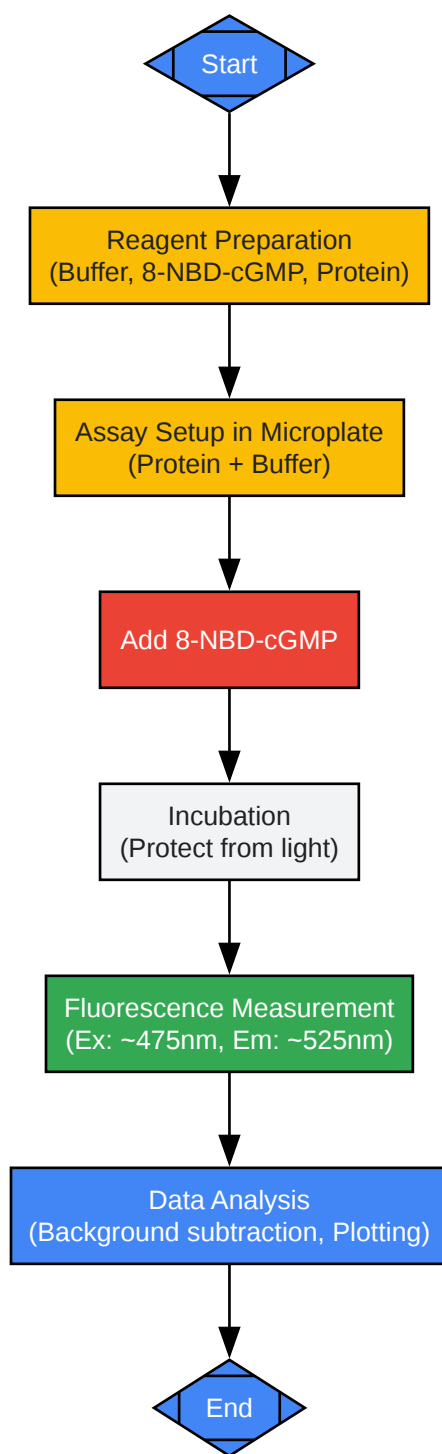 Start
Reagent Preparation
(Buffer, 8-NBD-cGMP, Protein)
Assay Setup in Microplate
(Protein + Buffer)
Add 8-NBD-cGMP
Incubation
(Protect from light)
Fluorescence Measurement
(Ex: ~475nm, Em: ~525nm)
Data Analysis
(Background subtraction, Plotting)
End